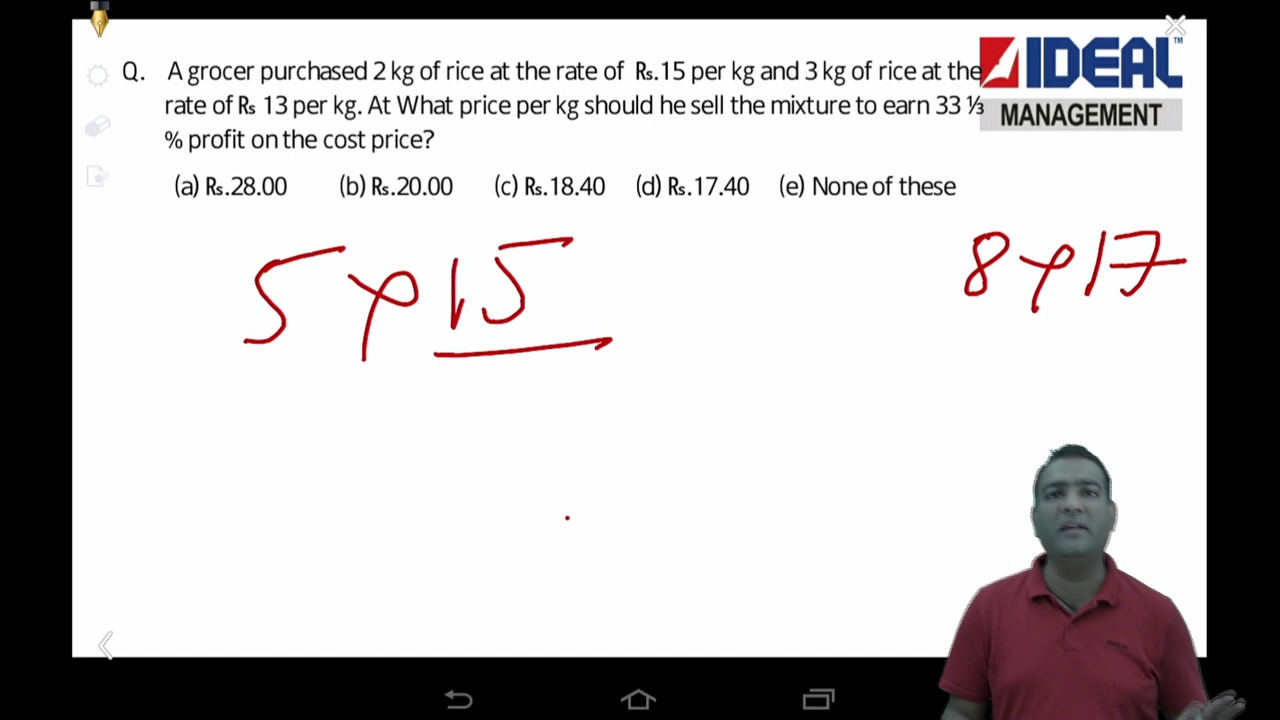 Q. A grocer purchased 2 kg of rice at the rate of Rs.15 per kg and 3 kg of rice at the
rate of Rs 13 per kg. At What price per kg should he sell the mixture to earn 33 ⅓
% profit on the cost price?
(a) Rs.28.00 (b) Rs.20.00 (c) Rs.18.40 (d) Rs.17.40 (e) None of these
IDEAL™
MANAGEMENT
5 × 15
8 × 17